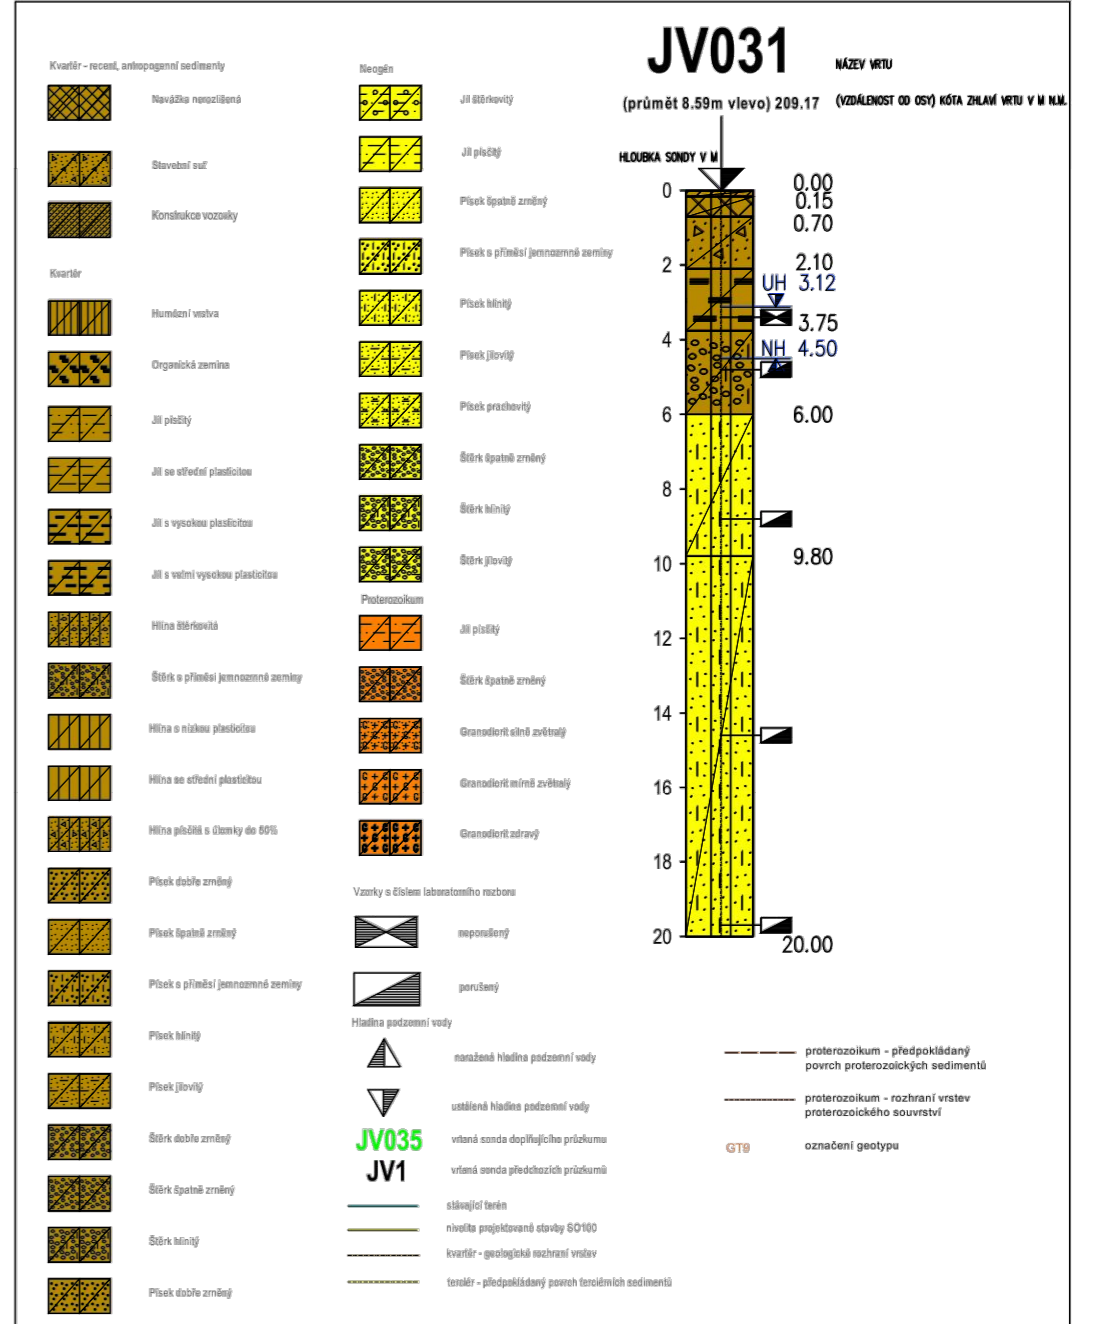 Kvartér - recent, antropogenní sedimenty
Navážka nerozlišená
Stavební suť
Konstrukce vozovky
Kvartér
Humózní vrstva
Organická zemina
Jíl písčitý
Jíl se střední plasticitou
Jíl s vysokou plasticitou
Jíl s velmi vysokou plasticitou
Hlína štěrkovitá
Štěrk s příměsí jemnozrnné zeminy
Hlína s nízkou plasticitou
Hlína se střední plasticitou
Hlína písčitá s úlomky do 50%
Písek dobře zrněný
Písek špatně zrněný
Písek s příměsí jemnozrnné zeminy
Písek hlinitý
Písek jílovitý
Štěrk dobře zrněný
Štěrk špatně zrněný
Štěrk hlinitý
Písek dobře zrněný
Neogén
Jíl štěrkovitý
Jíl písčitý
Písek špatně zrněný
Písek s příměsí jemnozrnné zeminy
Písek hlinitý
Písek jílovitý
Písek prachovitý
Štěrk špatně zrněný
Štěrk hlinitý
Štěrk jílovitý
Proterozoikum
Jíl písčitý
Štěrk špatně zrněný
Granodiorit silně zvětralý
Granodiorit mírně zvětralý
Granodiorit zdravý
Vzorky s číslem laboratorního rozboru
neporušený
porušený
Hladina podzemní vody
naražená hladina podzemní vody
ustálená hladina podzemní vody
JV035 vrtaná sonda doplňujícího průzkumu
JV1 vrtaná sonda předchozích průzkumů
stávající terén
niveleta projektované stavby SO100
kvartér - geologické rozhraní vrstev
terciér - předpokládaný povrch terciérních sedimentů
JV031 NÁZEV VRTU
(průmět 8.59m vlevo) 209,17 (VZDÁLENOST OD OSY) KÓTA ZHLAVÍ VRTU V M N.M.
HLOUBKA SONDY V M
0 0.00
0.15
0.70
2 2.10
UH 3.12
3.75
4
NH 4.50
6 6.00
8
10 9.80
12
14
16
18
20 20.00
proterozoikum - předpokládaný
povrch proterozoických sedimentů
proterozoikum - rozhraní vrstev
proterozoického souvrství
GT9 označení geotypu